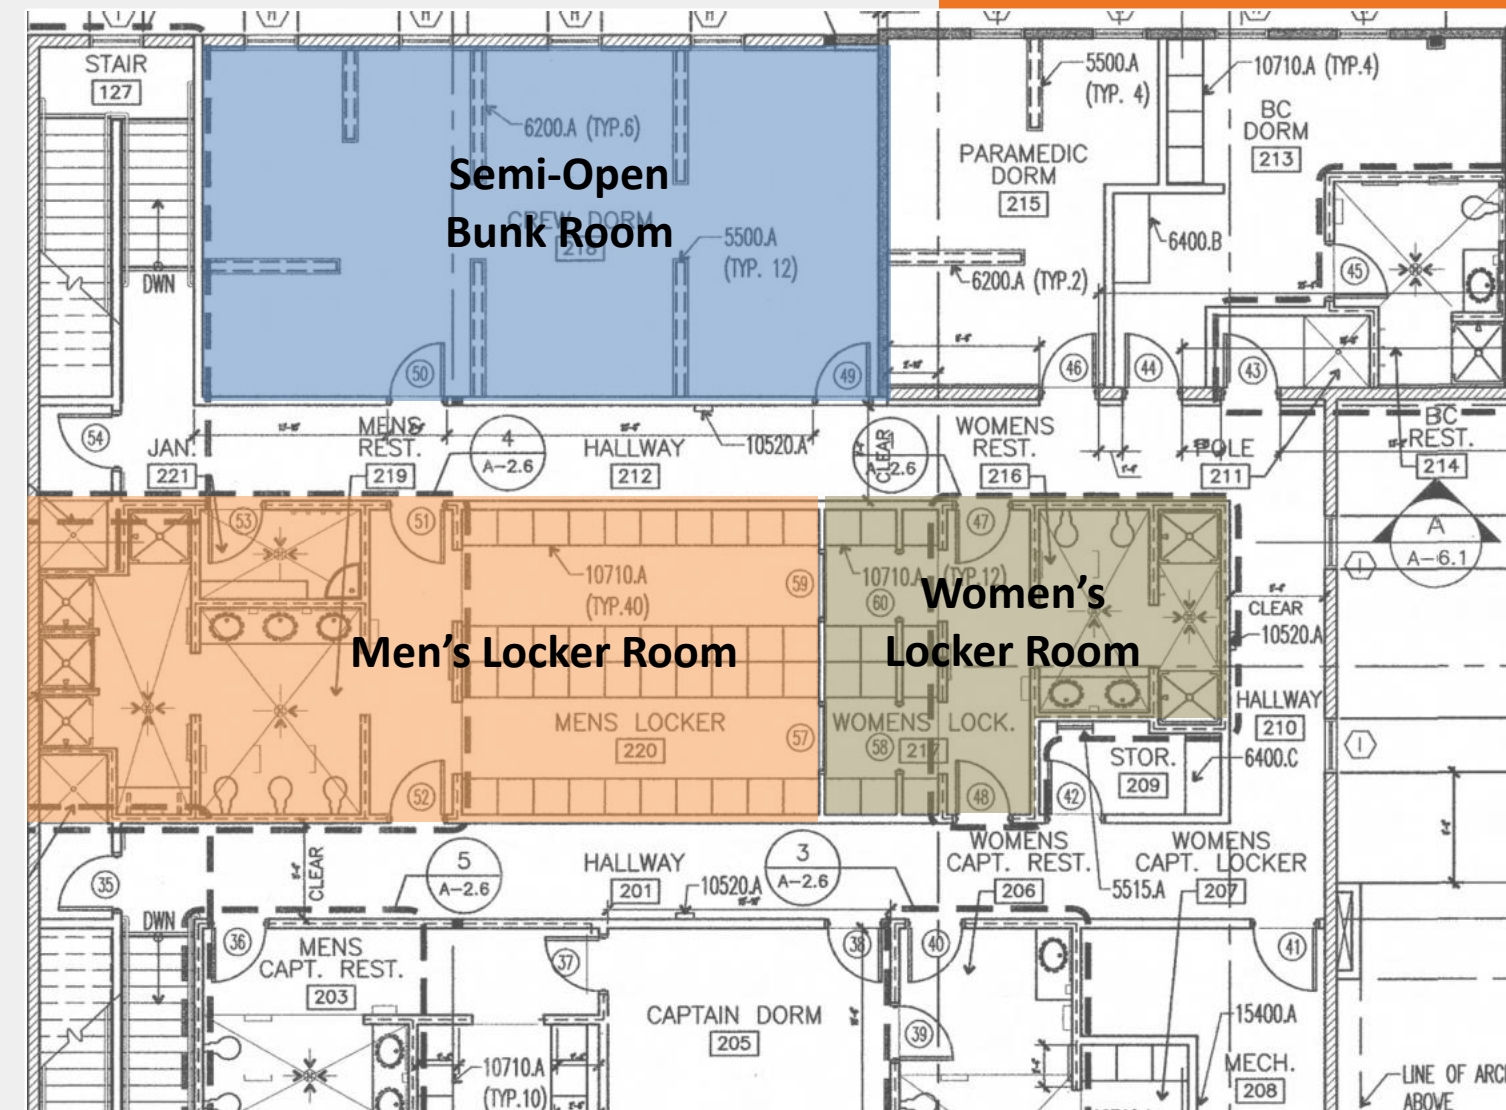 STAIR
127
6200.A (TYP.6)
Semi-Open
Bunk Room
CREW DORM
218
5500.A
(TYP. 12)
5500.A
(TYP. 4)
10710.A (TYP.4)
BC
DORM
213
PARAMEDIC
DORM
215
6400.B
6200.A (TYP.2)
DWN
45
50
49
46
44
43
54
JAN.
221
MENS
REST.
219
4
A-2.6
HALLWAY
212
10520.A
CLEAR
A-2.6
WOMENS
REST.
216
POLE
211
BC
REST.
214
A
A-6.1
53
51
47
10710.A
(TYP.40)
59
10710.A (TYP.12)
60
Women's
Locker Room
Men's Locker Room
CLEAR
10520.A
MENS LOCKER
220
57
WOMENS LOCK.
58
217
HALLWAY
210
STOR.
209
6400.C
52
48
42
35
CLEAR
5
A-2.6
HALLWAY
201
10520.A
3
A-2.6
WOMENS
CAPT. REST.
206
5515.A
WOMENS
CAPT. LOCKER
207
DWN
36
MENS
CAPT. REST.
203
37
38
40
41
CAPTAIN DORM
205
39
15400.A
MECH.
208
10710.A
(TYP.10)
LINE OF
ABOVE